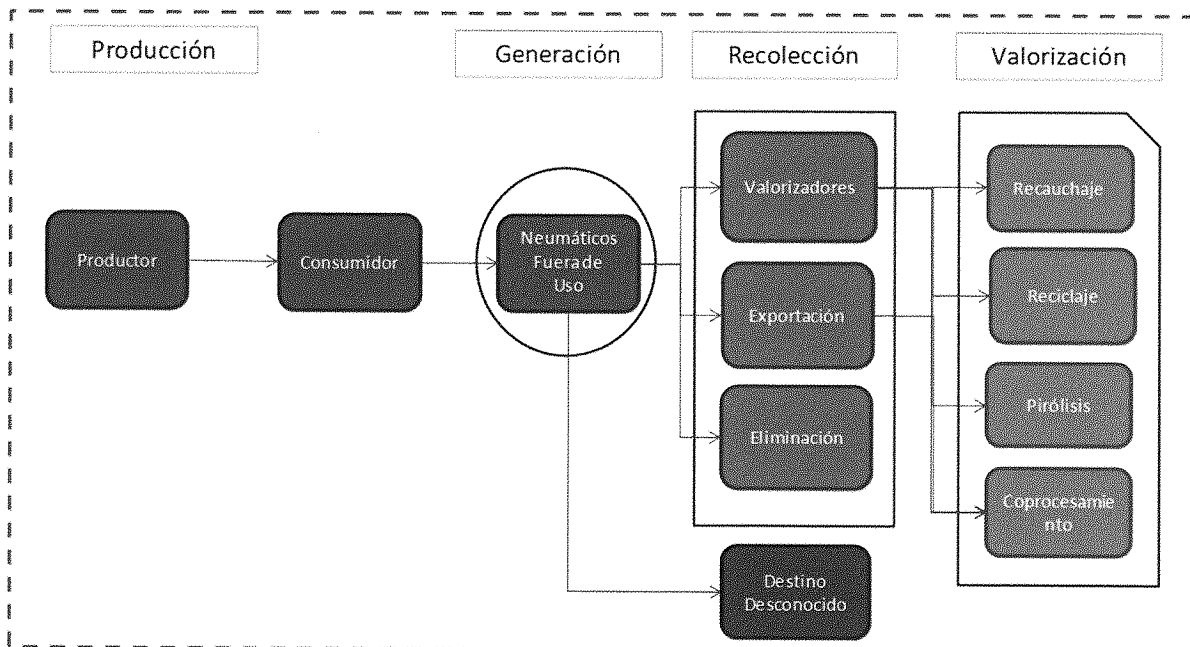 Producción
Generación
Recolección
Valorización
Productor
Consumidor
Neumáticos
Fuera de
Uso
Valorizadores
Exportación
Eliminación
Destino
Desconocido
Recauchaje
Reciclaje
Pirólisis
Coprocesamie
nto